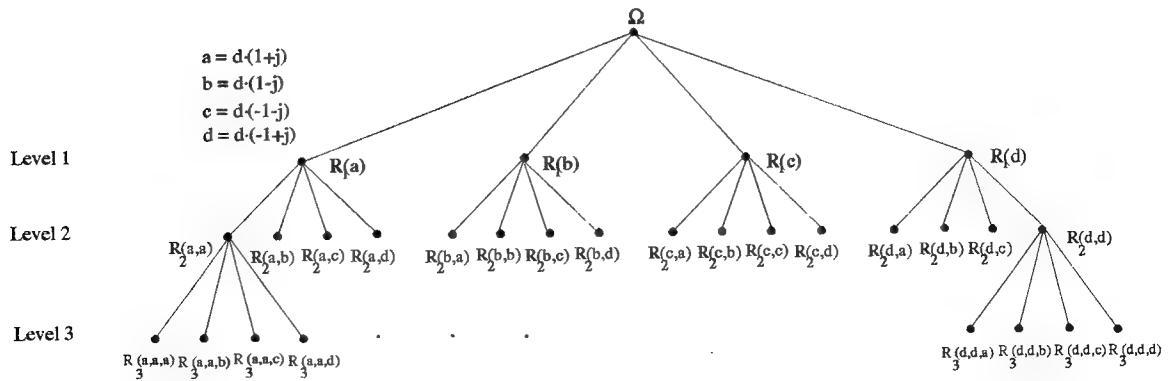 Ω
a = d·(1+j)
b = d·(1-j)
c = d·(-1-j)
d = d·(-1+j)
Level 1 R₁(a) R₁(b) R₁(c) R₁(d)
Level 2 R₂(a,a) R₂(a,b) R₂(a,c) R₂(a,d) R₂(b,a) R₂(b,b) R₂(b,c) R₂(b,d) R₂(c,a) R₂(c,b) R₂(c,c) R₂(c,d) R₂(d,a) R₂(d,b) R₂(d,c) R₂(d,d)
Level 3 . . .
R₃(a,a,a) R₃(a,a,b) R₃(a,a,c) R₃(a,a,d) R₃(d,d,a) R₃(d,d,b) R₃(d,d,c) R₃(d,d,d)